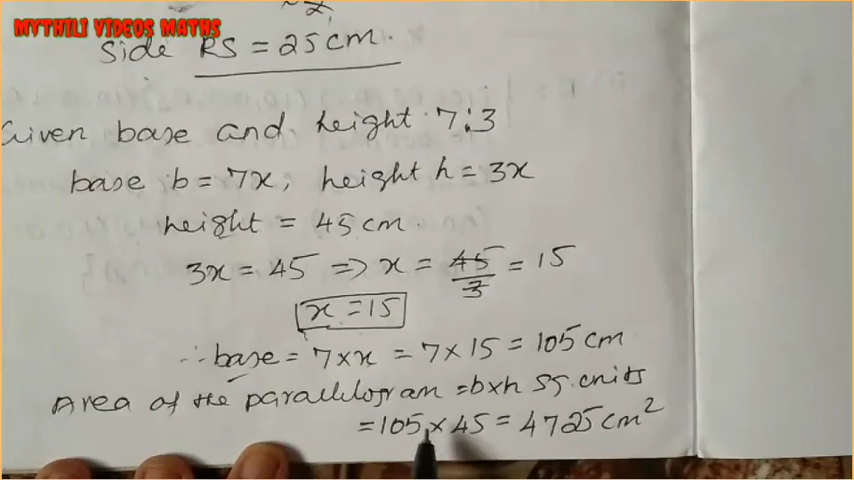 MYTHILI VIDEOS MATHS
Side RS = 25 cm.
Given base and height 7:3
base b = 7x, height h = 3x
height = 45 cm.
3x = 45 => x = 45/3 = 15
x = 15
∴ base = 7×x = 7×15 = 105 cm
Area of the parallelogram = b×h sq. units
= 105 × 45 = 4725 cm²